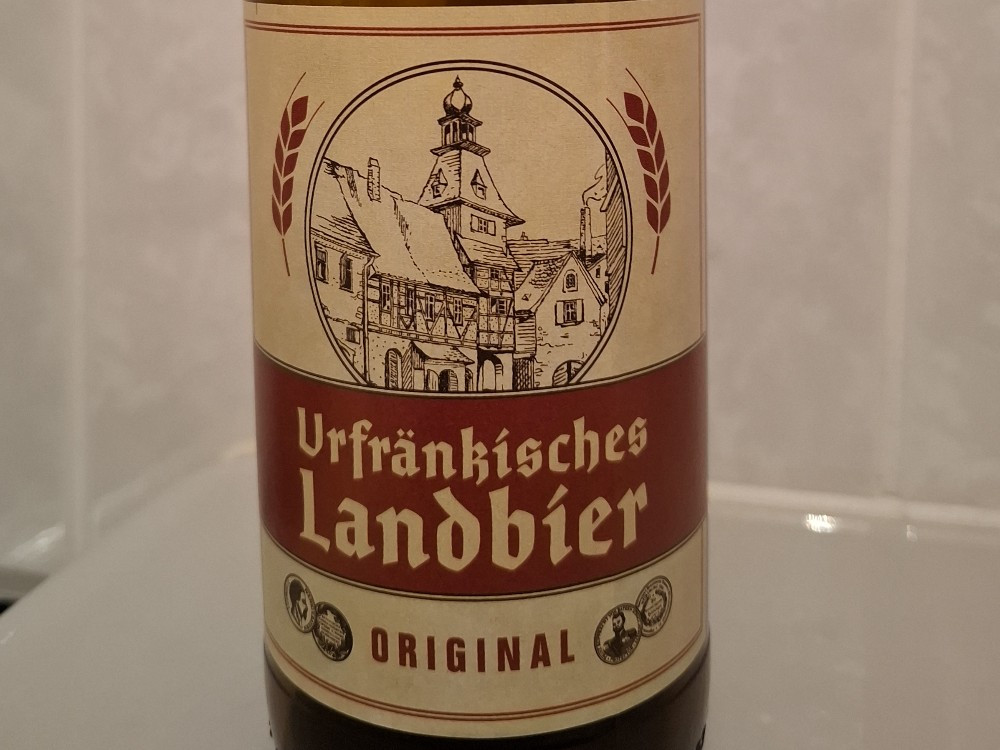 Urfränkisches
Landbier
ORIGINAL